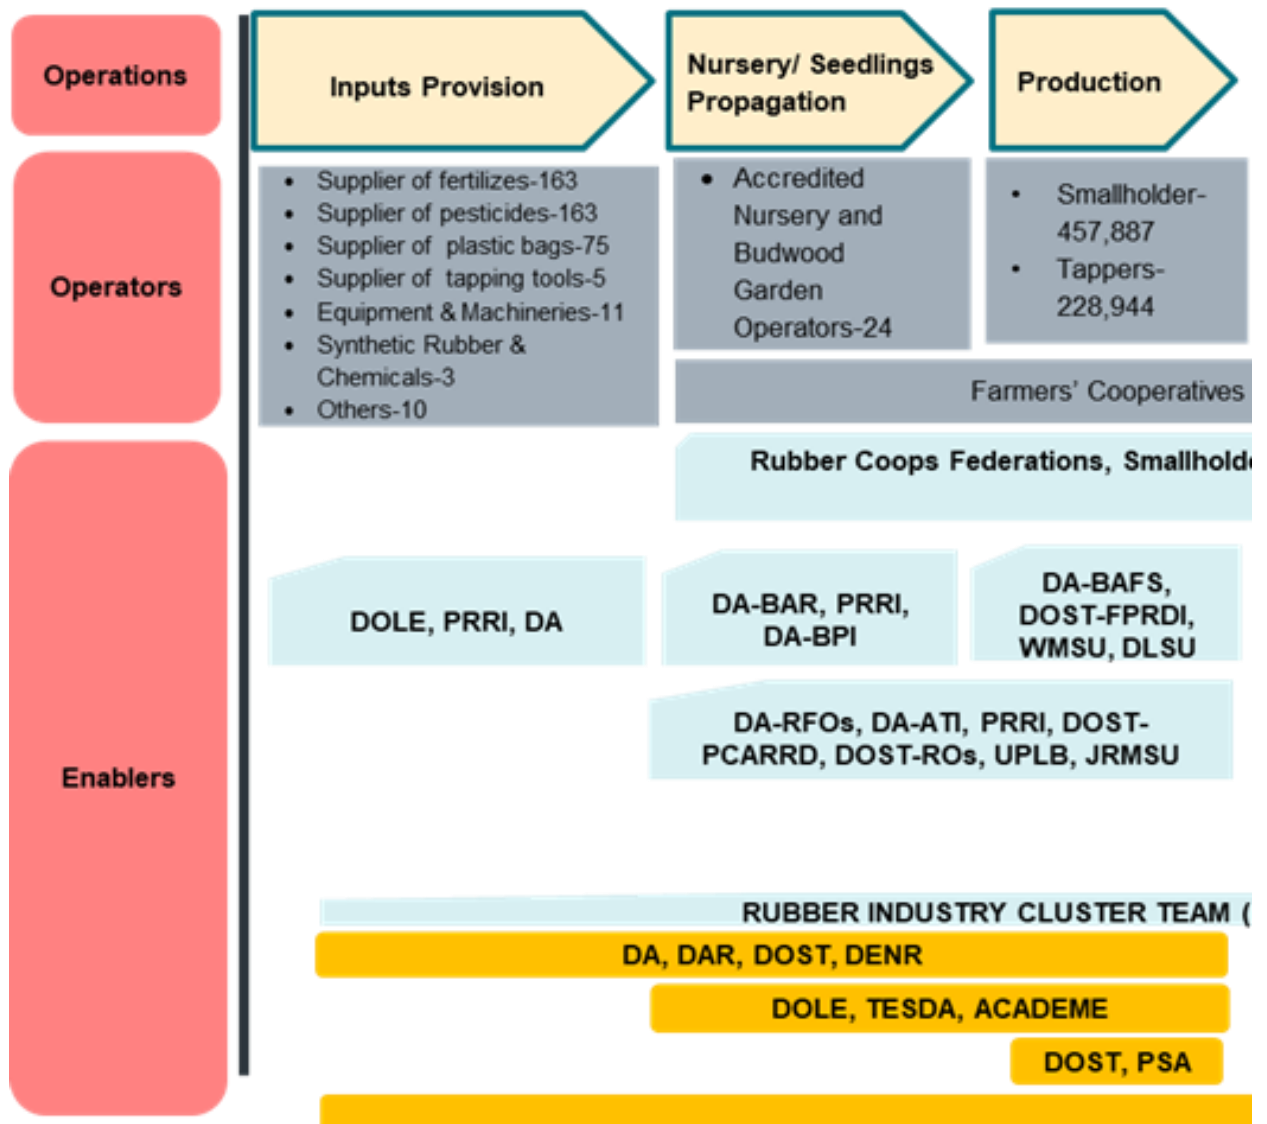 Operations
Inputs Provision
Nursery/ Seedlings
Propagation
Production
Operators
• Supplier of fertilizes-163
• Supplier of pesticides-163
• Supplier of plastic bags-75
• Supplier of tapping tools-5
• Equipment & Machineries-11
• Synthetic Rubber &
Chemicals-3
• Others-10
• Accredited
Nursery and
Budwood
Garden
Operators-24
• Smallholder-
457,887
• Tappers-
228,944
Farmers' Cooperatives
Enablers
Rubber Coops Federations, Smallholde
DOLE, PRRI, DA
DA-BAR, PRRI,
DA-BPI
DA-BAFS,
DOST-FPRDI,
WMSU, DLSU
DA-RFOs, DA-ATI, PRRI, DOST-
PCARRD, DOST-ROs, UPLB, JRMSU
RUBBER INDUSTRY CLUSTER TEAM (
DA, DAR, DOST, DENR
DOLE, TESDA, ACADEME
DOST, PSA